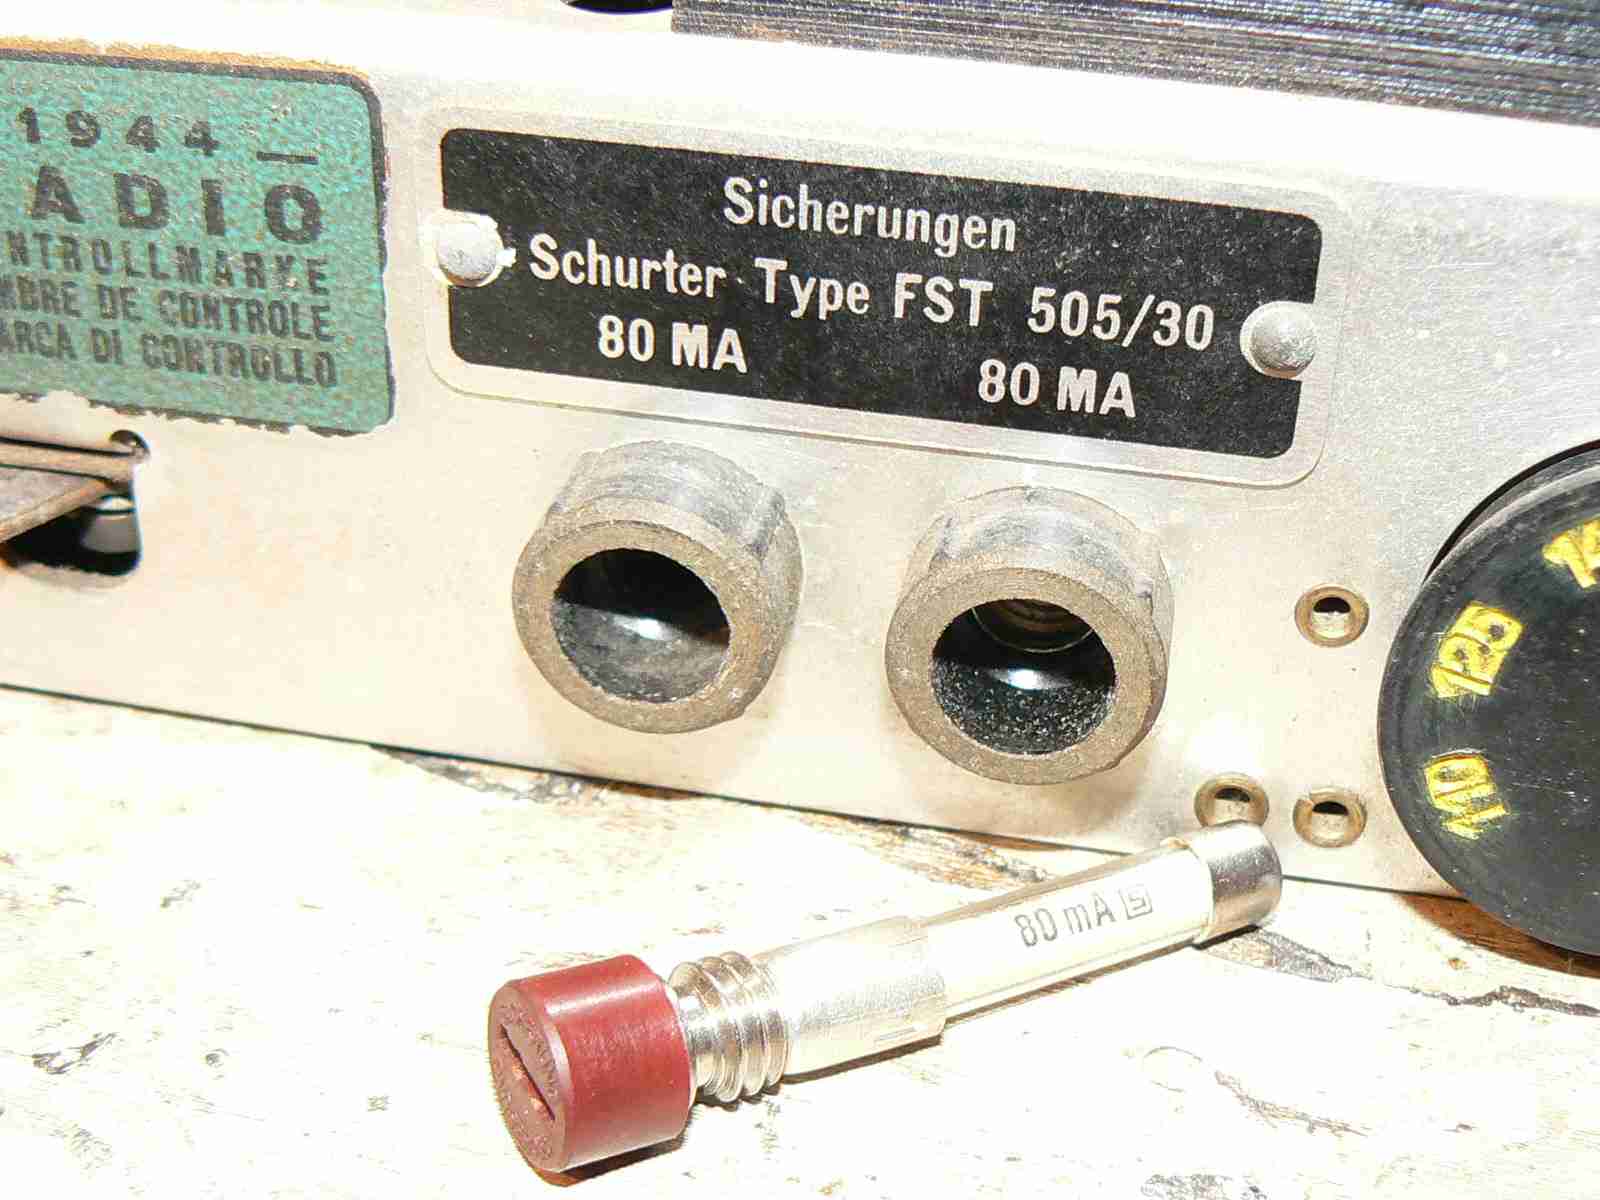 1944
ADIO
NTROLLMARKE
MBRE DE CONTROLE
ARCA DI CONTROLLO
Sicherungen
Schurter Type FST 505/30
80 MA 80 MA
125
110
80 mA